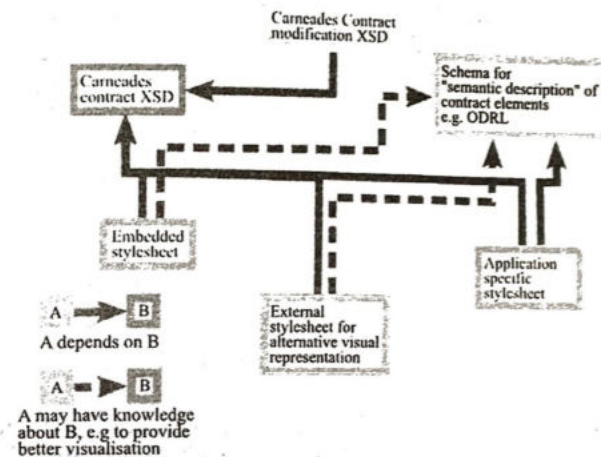 Carneades Contract
modification XSD
Carneades
contract XSD
Schema for
"semantic description" of
contract elements
e.g. ODRL
Embedded
stylesheet
External
stylesheet for
alternative visual
representation
Application
specific
stylesheet
A
B
A depends on B
A
B
A may have knowledge
about B, e.g to provide
better visualisation